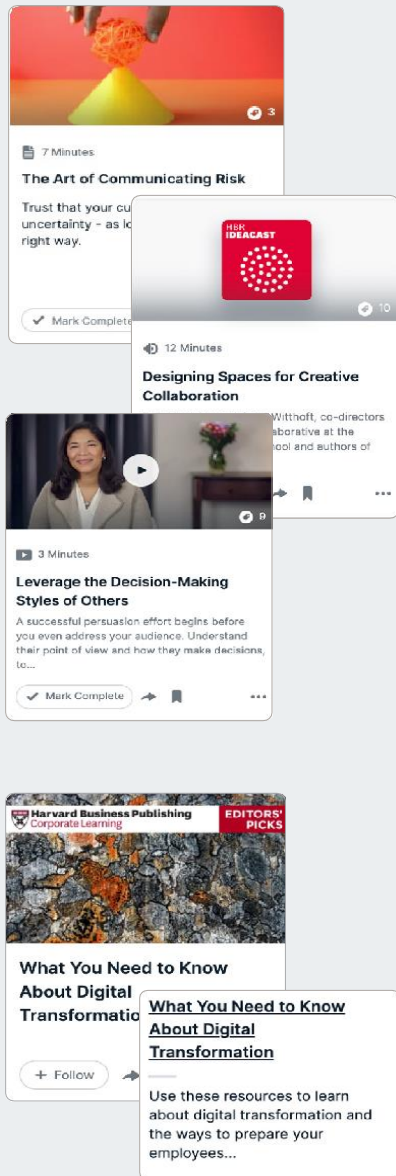 3
7 Minutes
The Art of Communicating Risk
Trust that your cu
uncertainty - as lo
right way.
Mark Complete
HBR
IDEACAST
10
12 Minutes
Designing Spaces for Creative
Collaboration
Witthoft, co-directors
aborative at the
ool and authors of
9
3 Minutes
Leverage the Decision-Making
Styles of Others
A successful persuasion effort begins before
you even address your audience. Understand
their point of view and how they make decisions,
to...
Mark Complete
Harvard Business Publishing
Corporate Learning
EDITORS'
PICKS
What You Need to Know
About Digital
Transformatio
+ Follow
What You Need to Know
About Digital
Transformation
Use these resources to learn
about digital transformation and
the ways to prepare your
employees...